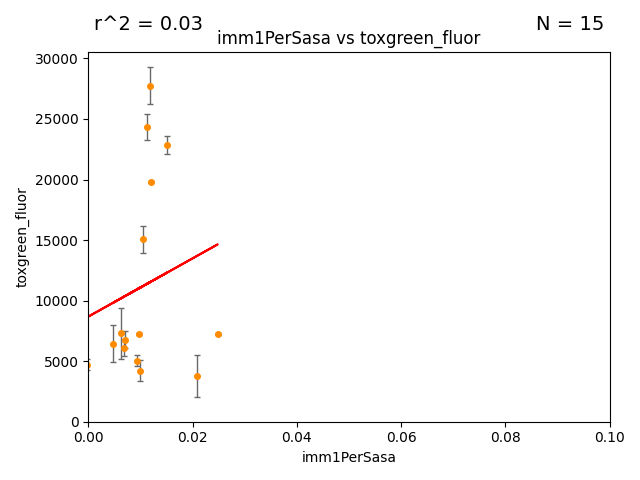 r^2 = 0.03
N = 15
imm1PerSasa vs toxgreen_fluor
30000
25000
20000
15000
10000
5000
0
toxgreen_fluor
0.00 0.02 0.04 0.06 0.08 0.10
imm1PerSasa